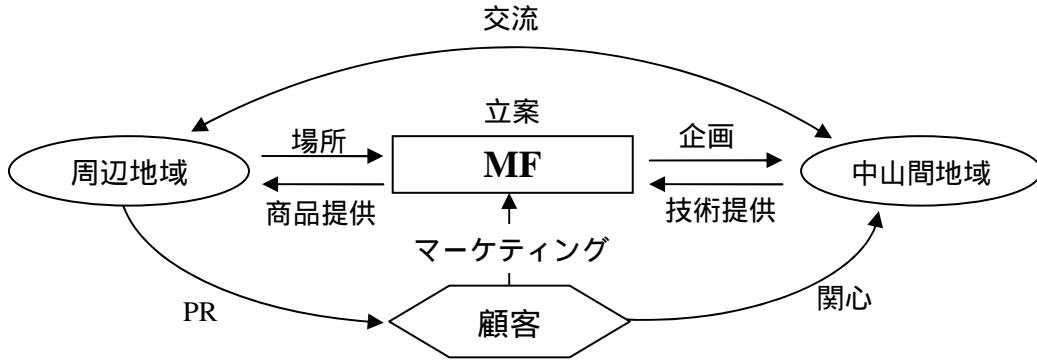 交流
立案
場所
企画
周辺地域
MF
中山間地域
商品提供
技術提供
マーケティング
関心
PR
顧客